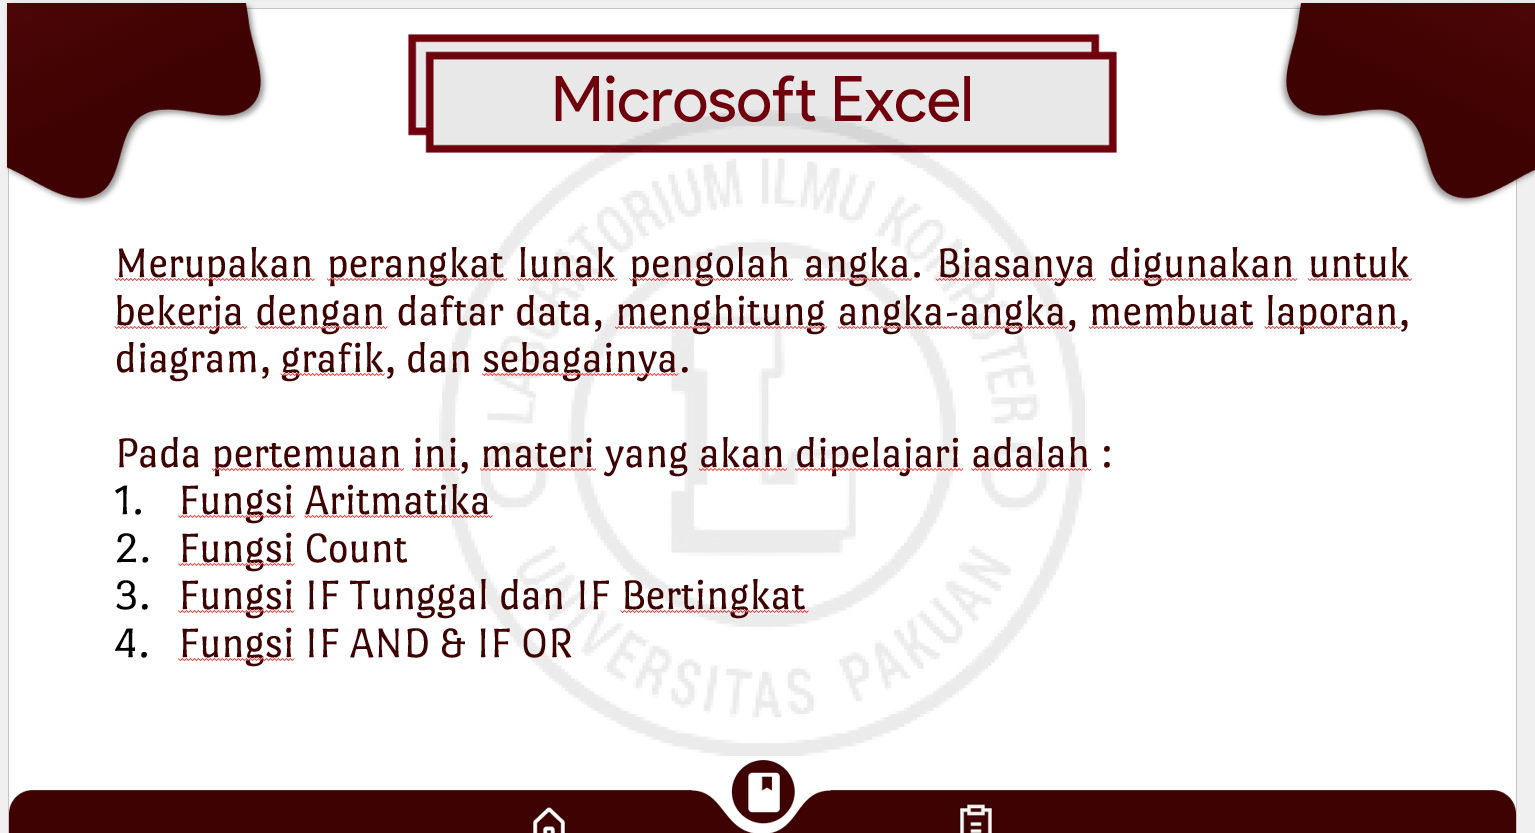 Microsoft Excel
LABORATORIUM ILMU KOMPUTER
Merupakan perangkat lunak pengolah angka. Biasanya digunakan untuk
bekerja dengan daftar data, menghitung angka-angka, membuat laporan,
diagram, grafik, dan sebagainya.
Pada pertemuan ini, materi yang akan dipelajari adalah :
1. Fungsi Aritmatika
2. Fungsi Count
3. Fungsi IF Tunggal dan IF Bertingkat
4. Fungsi IF AND & IF OR
UNIVERSITAS PAKUAN